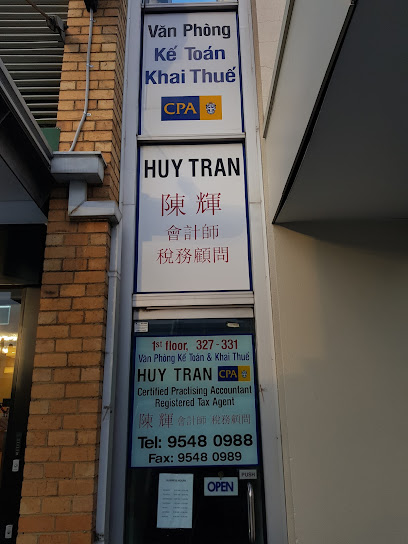 Văn Phòng
Kế Toán
Khai Thuế
CPA
HUY TRAN
陳輝
會計師
稅務顧問
1st floor, 327-331
Văn Phòng Kế Toán & Khai Thuế
HUY TRAN CPA
Certified Practising Accountant
Registered Tax Agent
陳輝 會計師 稅務顧問
Tel: 9548 0988
Fax: 9548 0989
PUSH
OPEN